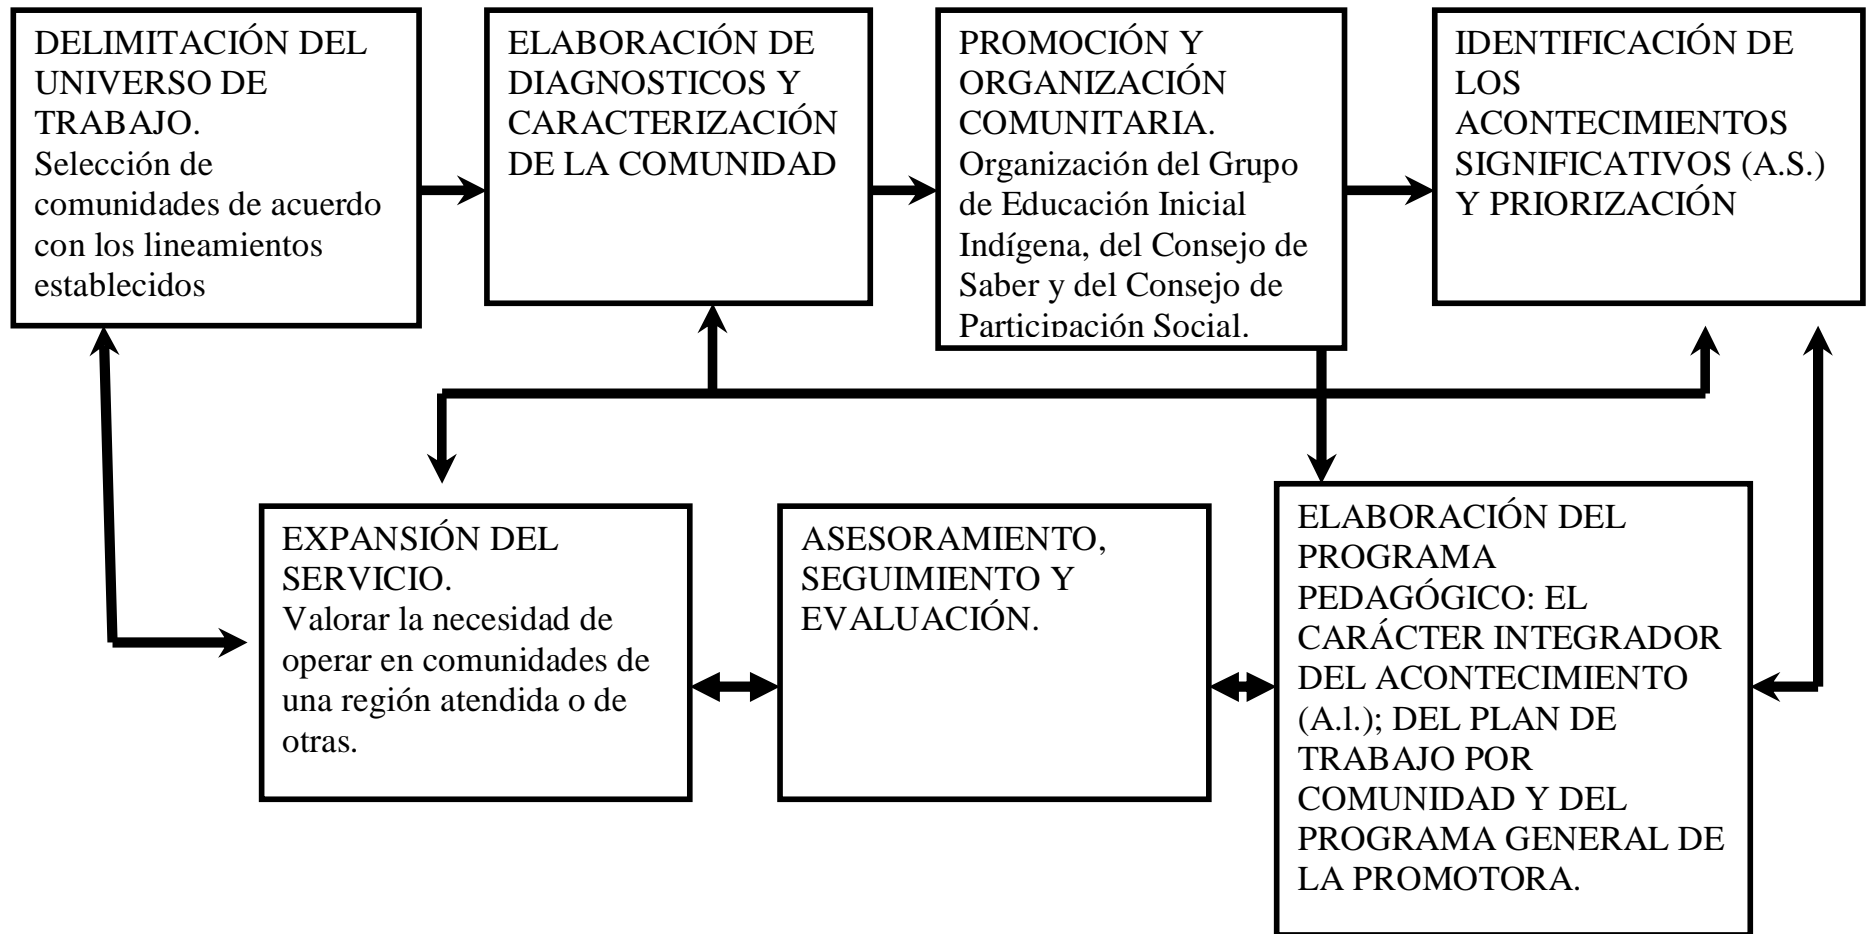 DELIMITACIÓN DEL
UNIVERSO DE
TRABAJO.
Selección de
comunidades de acuerdo
con los lineamientos
establecidos
ELABORACIÓN DE
DIAGNOSTICOS Y
CARACTERIZACIÓN
DE LA COMUNIDAD
PROMOCIÓN Y
ORGANIZACIÓN
COMUNITARIA.
Organización del Grupo
de Educación Inicial
Indígena, del Consejo de
Saber y del Consejo de
Participación Social.
IDENTIFICACIÓN DE
LOS
ACONTECIMIENTOS
SIGNIFICATIVOS (A.S.)
Y PRIORIZACIÓN
EXPANSIÓN DEL
SERVICIO.
Valorar la necesidad de
operar en comunidades de
una región atendida o de
otras.
ASESORAMIENTO,
SEGUIMIENTO Y
EVALUACIÓN.
ELABORACIÓN DEL
PROGRAMA
PEDAGÓGICO: EL
CARÁCTER INTEGRADOR
DEL ACONTECIMIENTO
(A.l.); DEL PLAN DE
TRABAJO POR
COMUNIDAD Y DEL
PROGRAMA GENERAL DE
LA PROMOTORA.